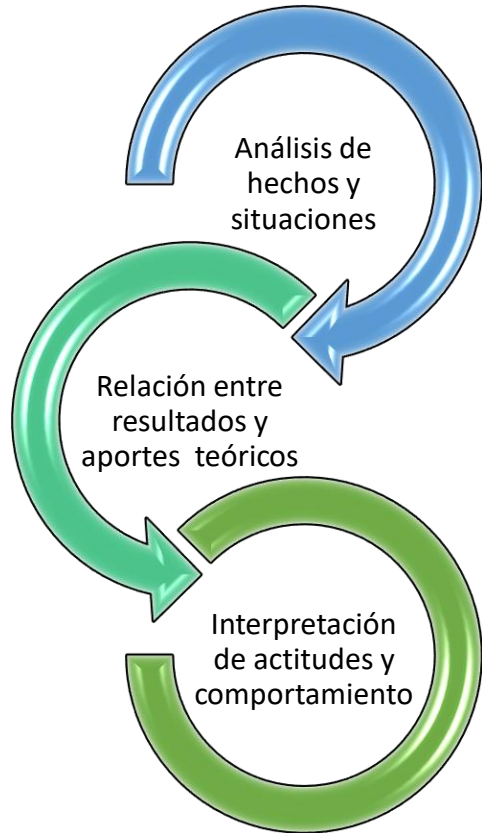 Análisis de
hechos y
situaciones
Relación entre
resultados y
aportes teóricos
Interpretación
de actitudes y
comportamiento